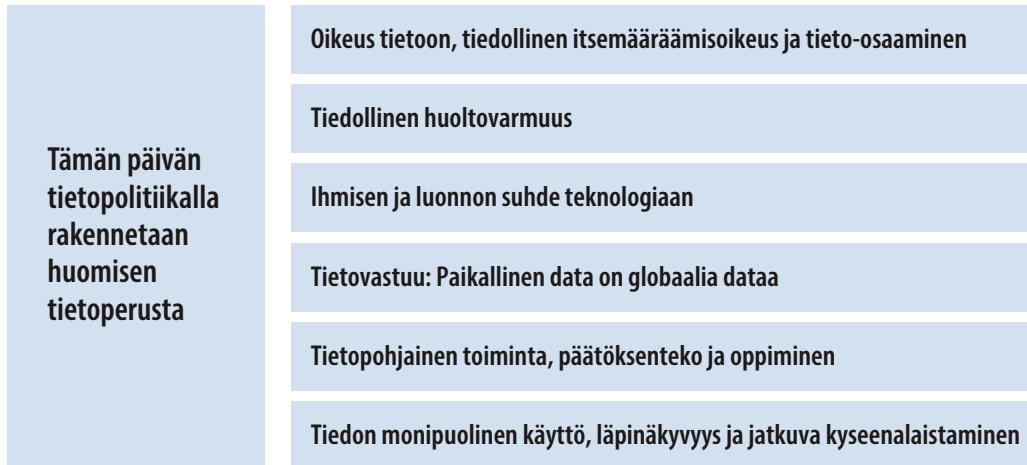 Tämän päivän
tietopolitiikalla
rakennetaan
huomisen
tietoperusta
Oikeus tietoon, tiedollinen itsemääräämisoikeus ja tieto-osaaminen
Tiedollinen huoltovarmuus
Ihmisen ja luonnon suhde teknologiaan
Tietovastuu: Paikallinen data on globaalia dataa
Tietopohjainen toiminta, päätöksenteko ja oppiminen
Tiedon monipuolinen käyttö, läpinäkyvyys ja jatkuva kyseenalaistaminen